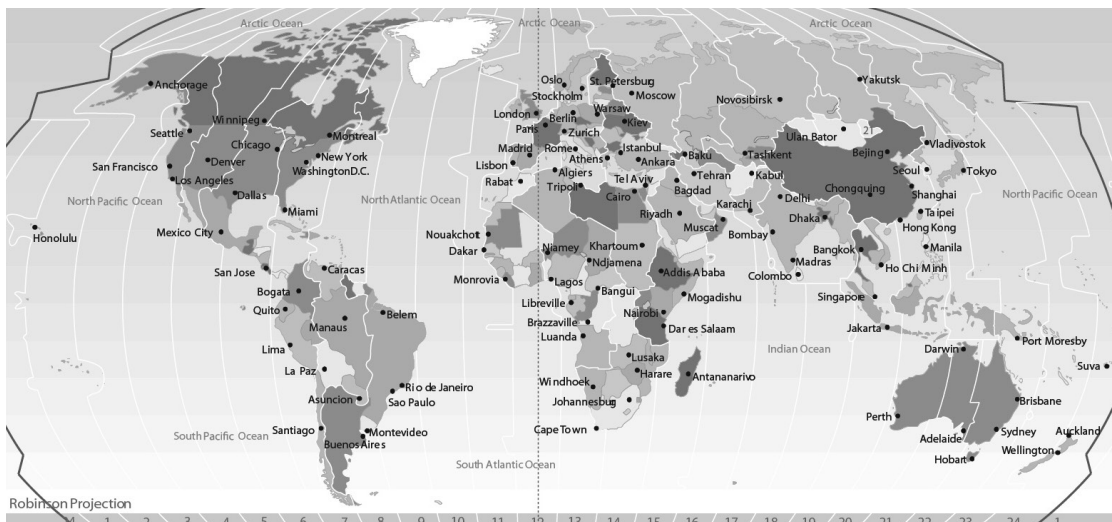 Arctic Ocean
Arctic Ocean
Arctic Ocean
Anchorage
Oslo
St. Petersburg
Yakutsk
Stockholm
Moscow
Novosibirsk
Winnipeg
London
Berlin
Warsaw
Seattle
Montreal
Paris
Kiev
Ulan Bator
21
Zurich
Chicago
Madrid
Rome
Istanbul
Vladivostok
Denver
New York
Baku
Tashkent
Bejing
San Francisco
Washington D.C.
Lisbon
Athens
Ankara
Los Angeles
Algiers
Tehran
Kabul
Seoul
Tokyo
Rabat
Tripoli
Tel Aviv
Bagdad
Chongquing
Shanghai
Dallas
Cairo
Delhi
North Pacific Ocean
North Atlantic Ocean
North Pacific Ocean
Miami
Riyadh
Karachi
Dhaka
Taipei
Honolulu
Mexico City
Nouakchott
Muscat
Hong Kong
Dakar
Niamey
Khartoum
Bombay
Bangkok
Manila
San Jose
Caracas
Ndjamena
Madras
Ho Chi Minh
Monrovia
Lagos
Addis Ababa
Colombo
Bogata
Bangui
Mogadishu
Singapore
Quito
Belem
Libreville
Nairobi
Manaus
Brazzaville
Dar es Salaam
Jakarta
Lima
Luanda
Indian Ocean
Darwin
Port Moresby
La Paz
Lusaka
Suva
Harare
Rio de Janeiro
Windhoek
Antananarivo
Asuncion
Sao Paulo
Johannesburg
Brisbane
Perth
Santiago
Montevideo
Cape Town
South Pacific Ocean
Buenos Aires
Adelaide
Sydney
Auckland
Wellington
Hobart
South Atlantic Ocean
Robinson Projection
24 1 2 3 4 5 6 7 8 9 10 11 12 13 14 15 16 17 18 19 20 21 22 23 24 1